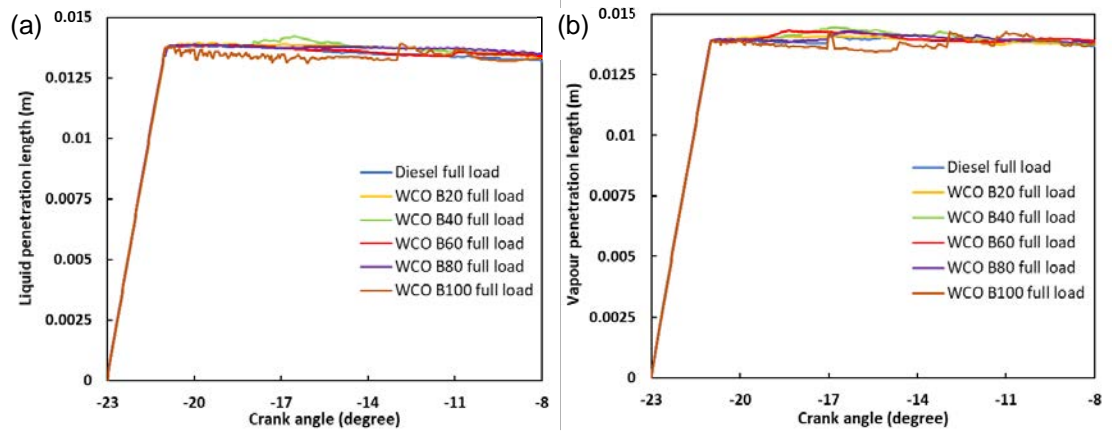 (a)
Liquid penetration length (m)
0.015
0.0125
0.01
0.0075
0.005
0.0025
0
-23
-20
-17
-14
-11
-8
Crank angle (degree)
Diesel full load
WCO B20 full load
WCO B40 full load
WCO B60 full load
WCO B80 full load
WCO B100 full load
(b)
Vapour penetration length (m)
0.015
0.0125
0.01
0.0075
0.005
0.0025
0
-23
-20
-17
-14
-11
-8
Crank angle (degree)
Diesel full load
WCO B20 full load
WCO B40 full load
WCO B60 full load
WCO B80 full load
WCO B100 full load